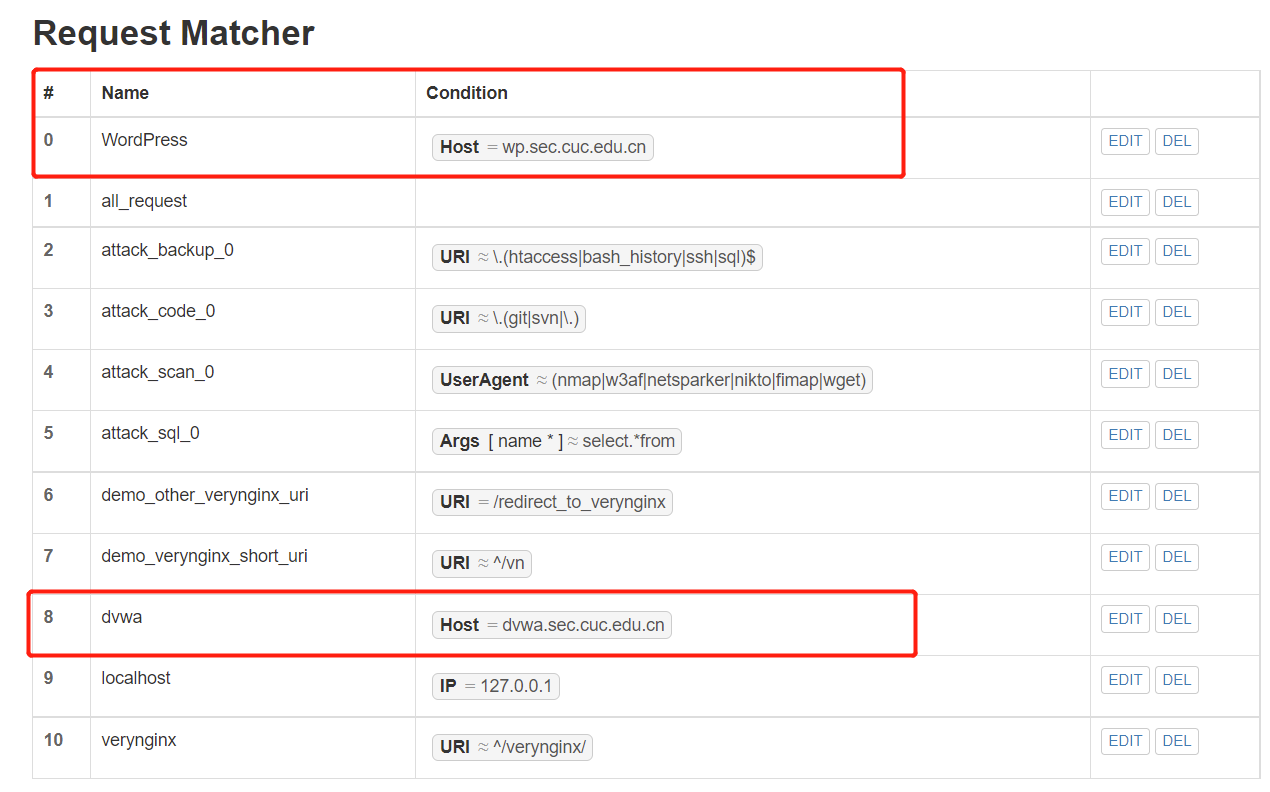 Request Matcher
# Name Condition
0 WordPress Host = wp.sec.cuc.edu.cn EDIT DEL
1 all_request EDIT DEL
2 attack_backup_0 URI ≈ \.(htaccess|bash_history|ssh|sql)$ EDIT DEL
3 attack_code_0 URI ≈ \.(git|svn|\.) EDIT DEL
4 attack_scan_0 UserAgent ≈ (nmap|w3af|netsparker|nikto|fimap|wget) EDIT DEL
5 attack_sql_0 Args [ name * ] ≈ select.*from EDIT DEL
6 demo_other_verynginx_uri URI = /redirect_to_verynginx EDIT DEL
7 demo_verynginx_short_uri URI ≈ ^/vn EDIT DEL
8 dvwa Host = dvwa.sec.cuc.edu.cn EDIT DEL
9 localhost IP = 127.0.0.1 EDIT DEL
10 verynginx URI ≈ ^/verynginx/ EDIT DEL